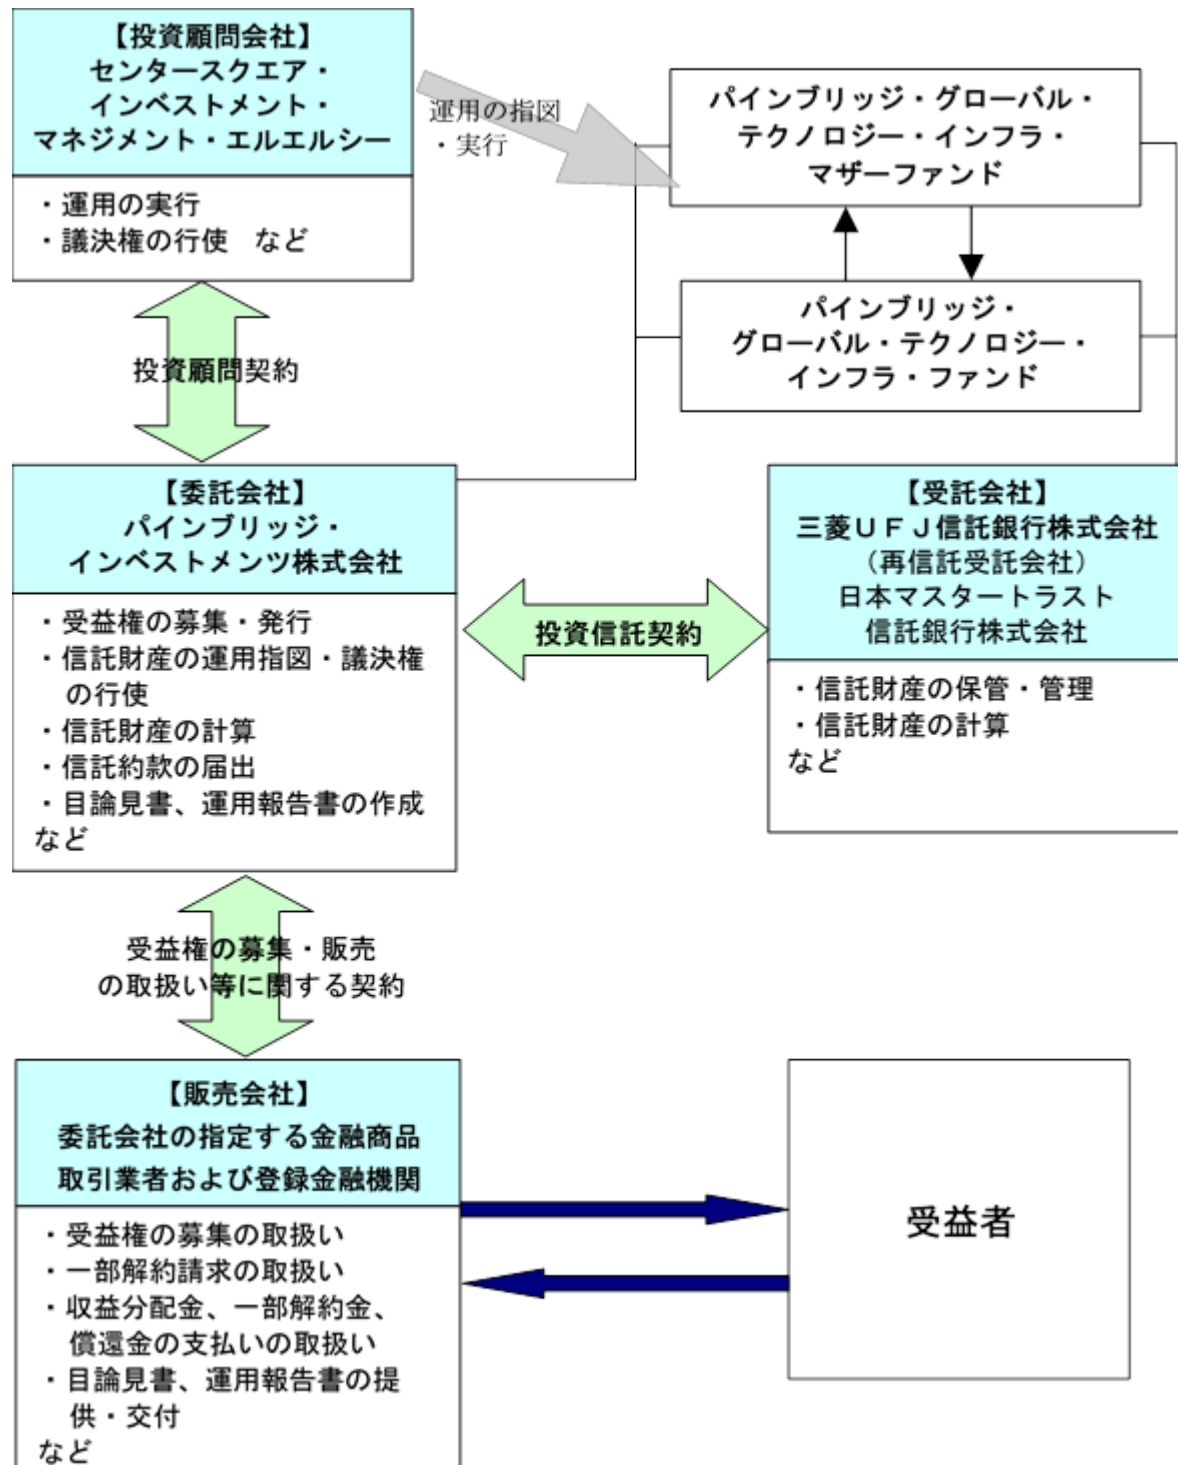 【投資顧問会社】
センタースクエア・
インベストメント・
マネジメント・エルエルシー
・運用の実行
・議決権の行使　など
運用の指図
・実行
パインブリッジ・グローバル・
テクノロジー・インフラ・
マザーファンド
パインブリッジ・
グローバル・テクノロジー・
インフラ・ファンド
投資顧問契約
【委託会社】
パインブリッジ・
インベストメンツ株式会社
・受益権の募集・発行
・信託財産の運用指図・議決権
の行使
・信託財産の計算
・信託約款の届出
・目論見書、運用報告書の作成
など
投資信託契約
【受託会社】
三菱ＵＦＪ信託銀行株式会社
（再信託受託会社）
日本マスタートラスト
信託銀行株式会社
・信託財産の保管・管理
・信託財産の計算
など
受益権の募集・販売
の取扱い等に関する契約
【販売会社】
委託会社の指定する金融商品
取引業者および登録金融機関
・受益権の募集の取扱い
・一部解約請求の取扱い
・収益分配金、一部解約金、
償還金の支払いの取扱い
・目論見書、運用報告書の提
供・交付
など
受益者